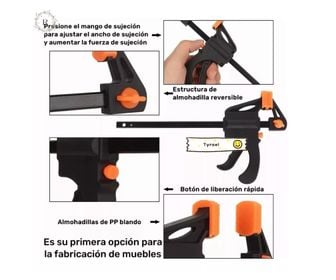 Presione el mango de sujeción
para ajustar el ancho de sujeción
y aumentar la fuerza de sujeción
Estructura de
almohadilla reversible
Tyrael
Botón de liberación rápida
Almohadillas de PP blando
Es su primera opción para
la fabricación de muebles